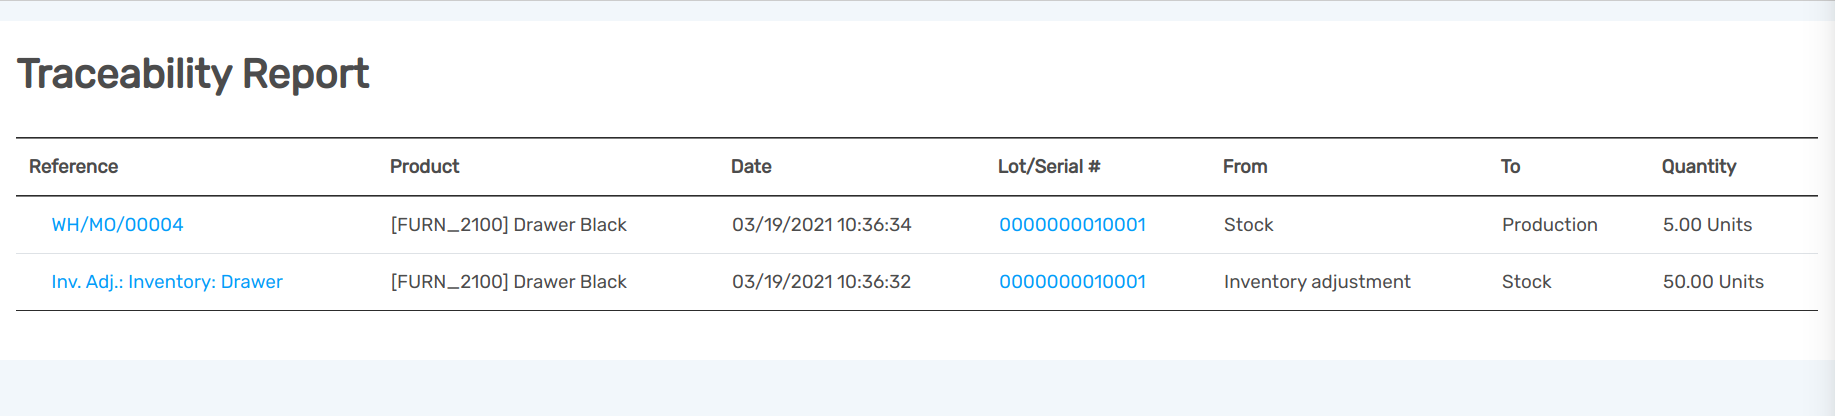 Traceability Report
Reference Product Date Lot/Serial # From To Quantity
WH/MO/00004 [FURN_2100] Drawer Black 03/19/2021 10:36:34 0000000010001 Stock Production 5.00 Units
Inv. Adj.: Inventory: Drawer [FURN_2100] Drawer Black 03/19/2021 10:36:32 0000000010001 Inventory adjustment Stock 50.00 Units